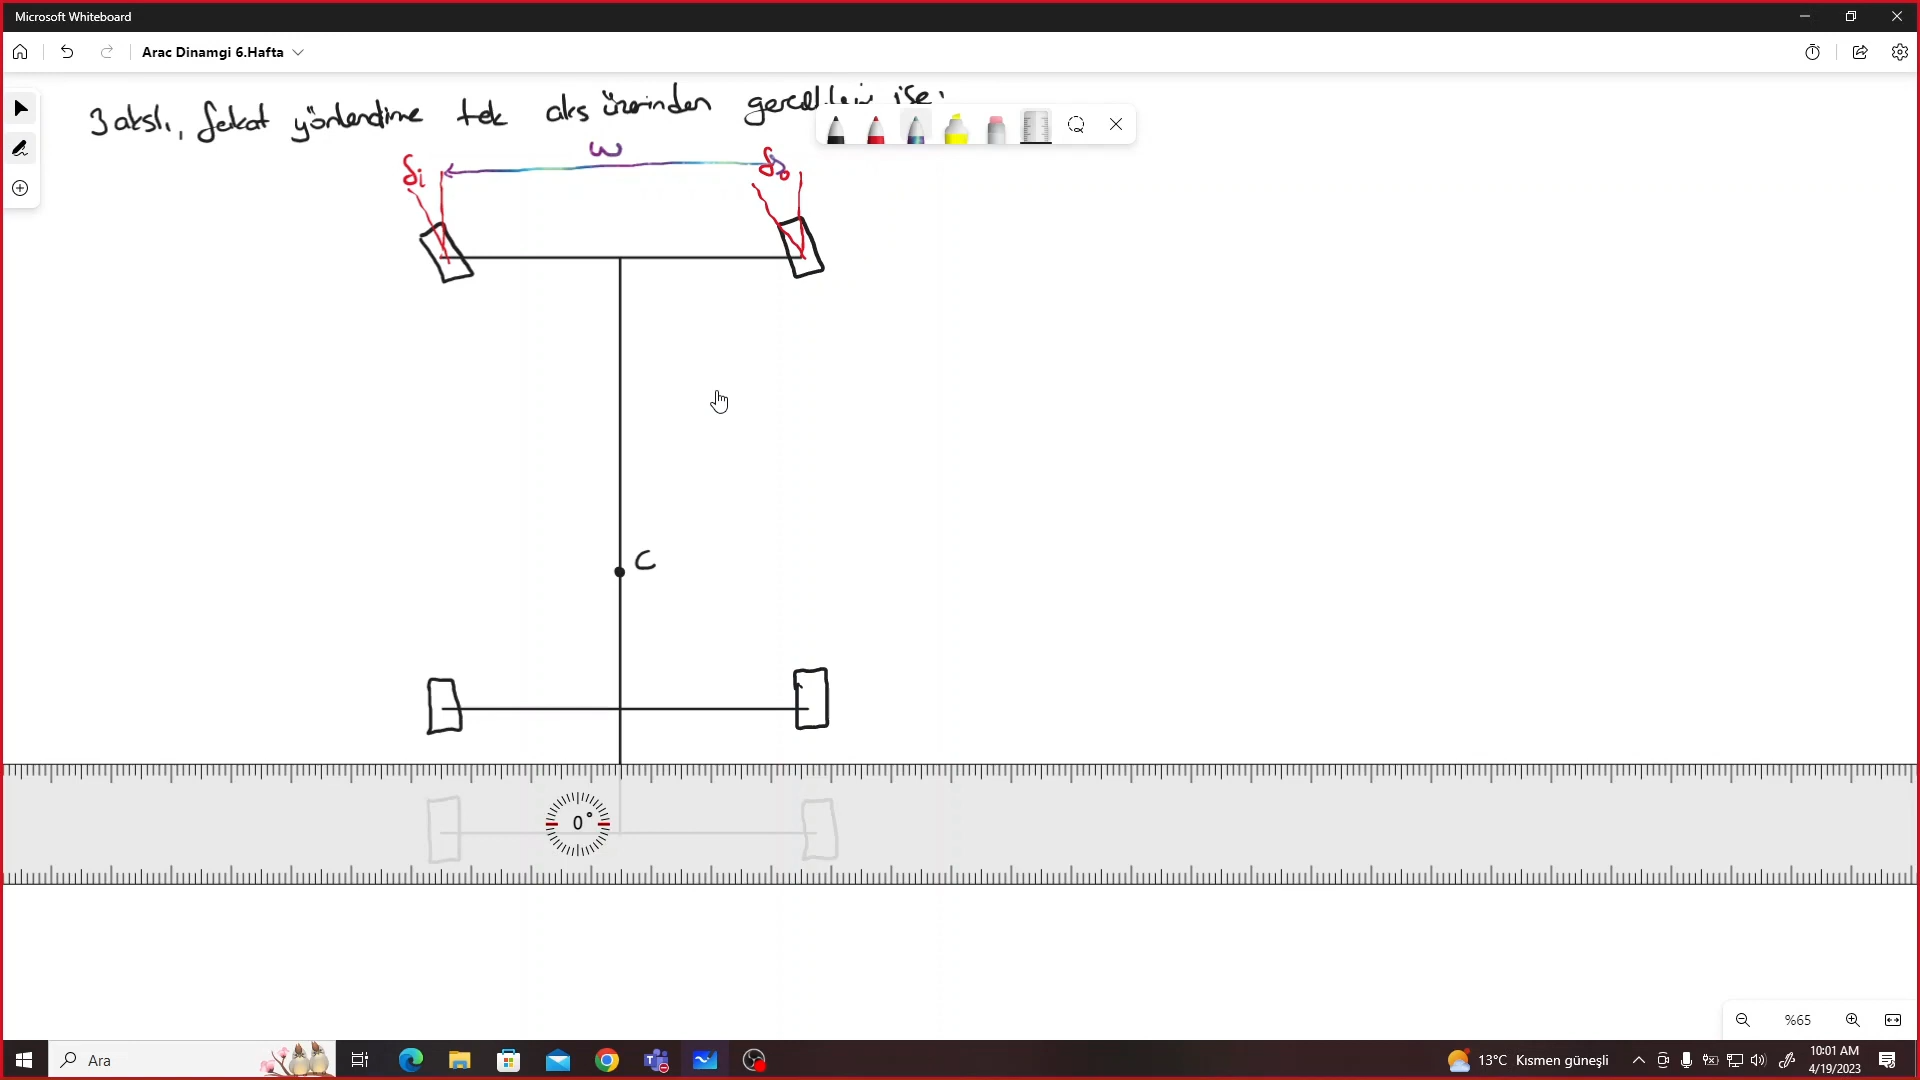 Microsoft Whiteboard
Arac Dinamgi 6.Hafta
3 akslı, fakat yönlendirme tek aks üzerinden ise,
w
δi
δo
C
0°
%65
Ara
13°C Kısmen güneşli
10:01 AM
4/19/2023